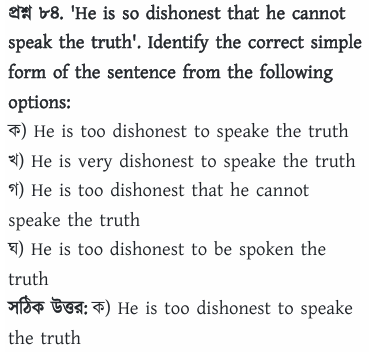 প্রশ্ন ৮৪. 'He is so dishonest that he cannot
speak the truth'. Identify the correct simple
form of the sentence from the following
options:
ক) He is too dishonest to speake the truth
খ) He is very dishonest to speake the truth
গ) He is too dishonest that he cannot
speake the truth
ঘ) He is too dishonest to be spoken the
truth
সঠিক উত্তর: ক) He is too dishonest to speake
the truth